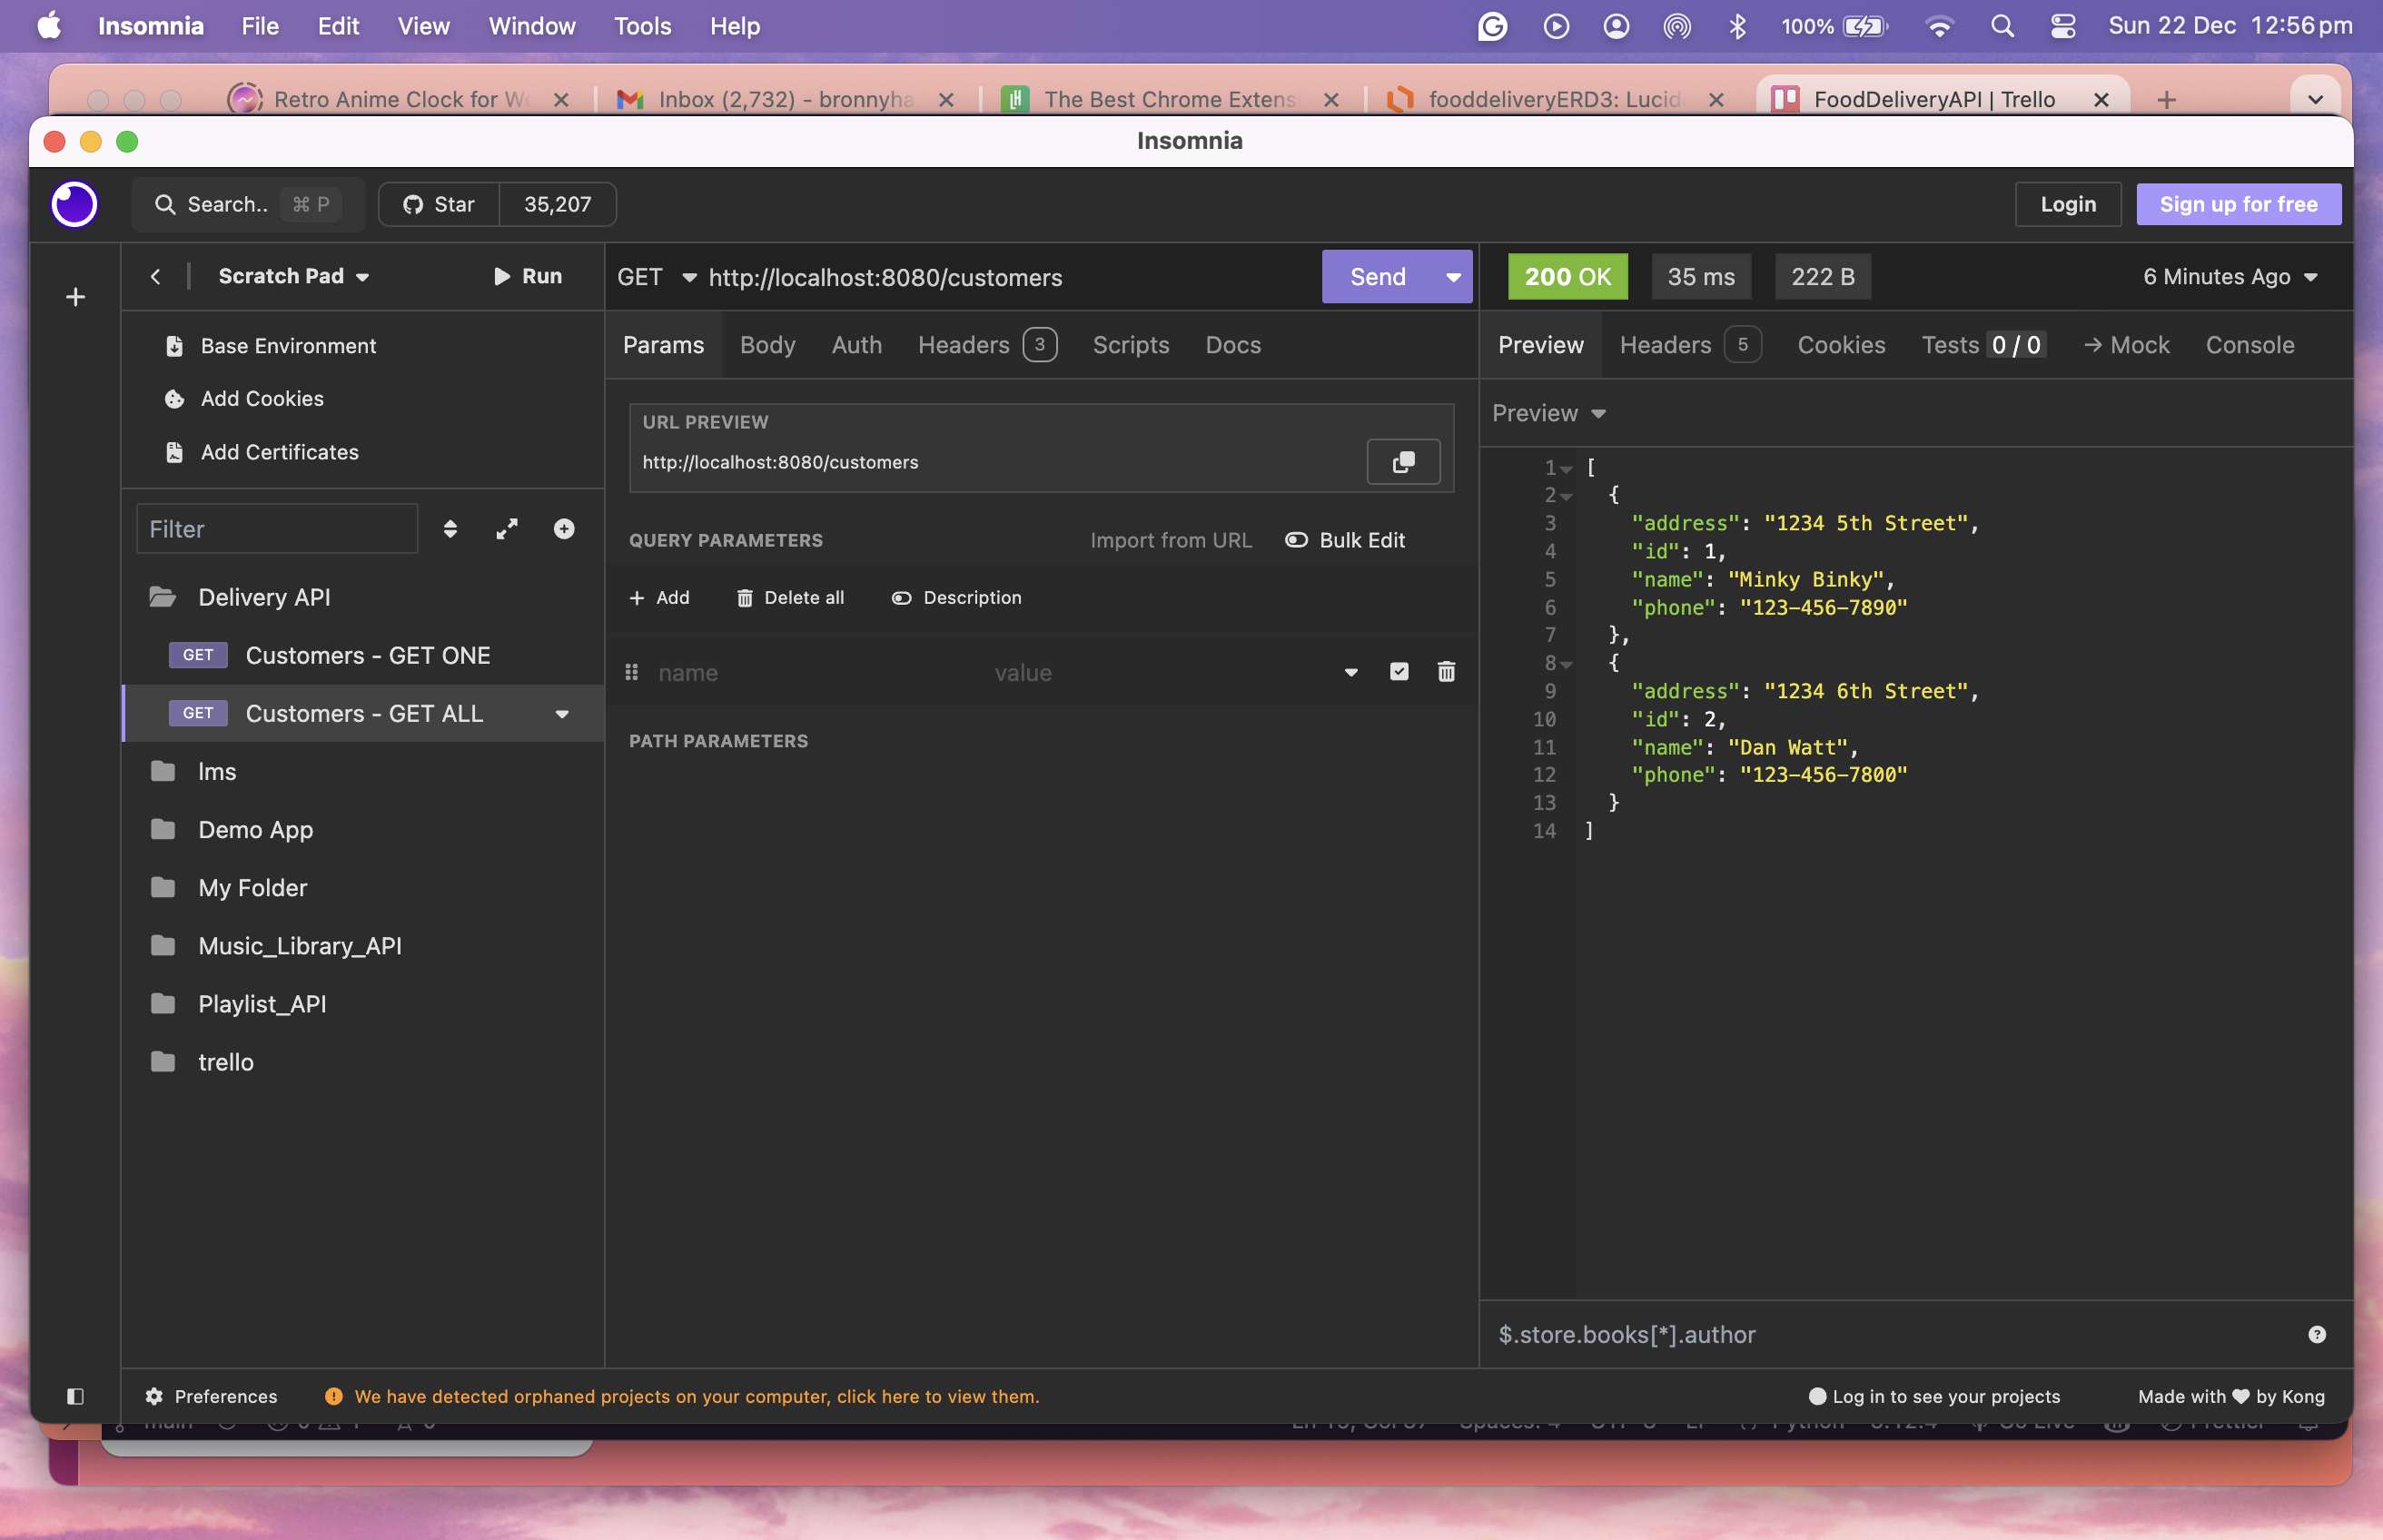 Insomnia File Edit View Window Tools Help 100% Sun 22 Dec 12:56 pm
Retro Anime Clock for We Inbox (2,732) - bronnyha The Best Chrome Extensi fooddeliveryERD3: Lucid FoodDeliveryAPI | Trello
Insomnia
Search.. ⌘ P Star 35,207 Login Sign up for free
Scratch Pad Run GET http://localhost:8080/customers Send 200 OK 35 ms 222 B 6 Minutes Ago
Base Environment
Add Cookies
Add Certificates
Filter
Delivery API
GET Customers - GET ONE
GET Customers - GET ALL
lms
Demo App
My Folder
Music_Library_API
Playlist_API
trello
Params Body Auth Headers 3 Scripts Docs
URL PREVIEW
http://localhost:8080/customers
QUERY PARAMETERS Import from URL Bulk Edit
+ Add Delete all Description
name value
PATH PARAMETERS
Preview Headers 5 Cookies Tests 0 / 0 → Mock Console
Preview
1 [
2 {
3 "address": "1234 5th Street",
4 "id": 1,
5 "name": "Minky Binky",
6 "phone": "123-456-7890"
7 },
8 {
9 "address": "1234 6th Street",
10 "id": 2,
11 "name": "Dan Watt",
12 "phone": "123-456-7800"
13 }
14 ]
$.store.books[*].author
Preferences We have detected orphaned projects on your computer, click here to view them. Log in to see your projects Made with ♥ by Kong